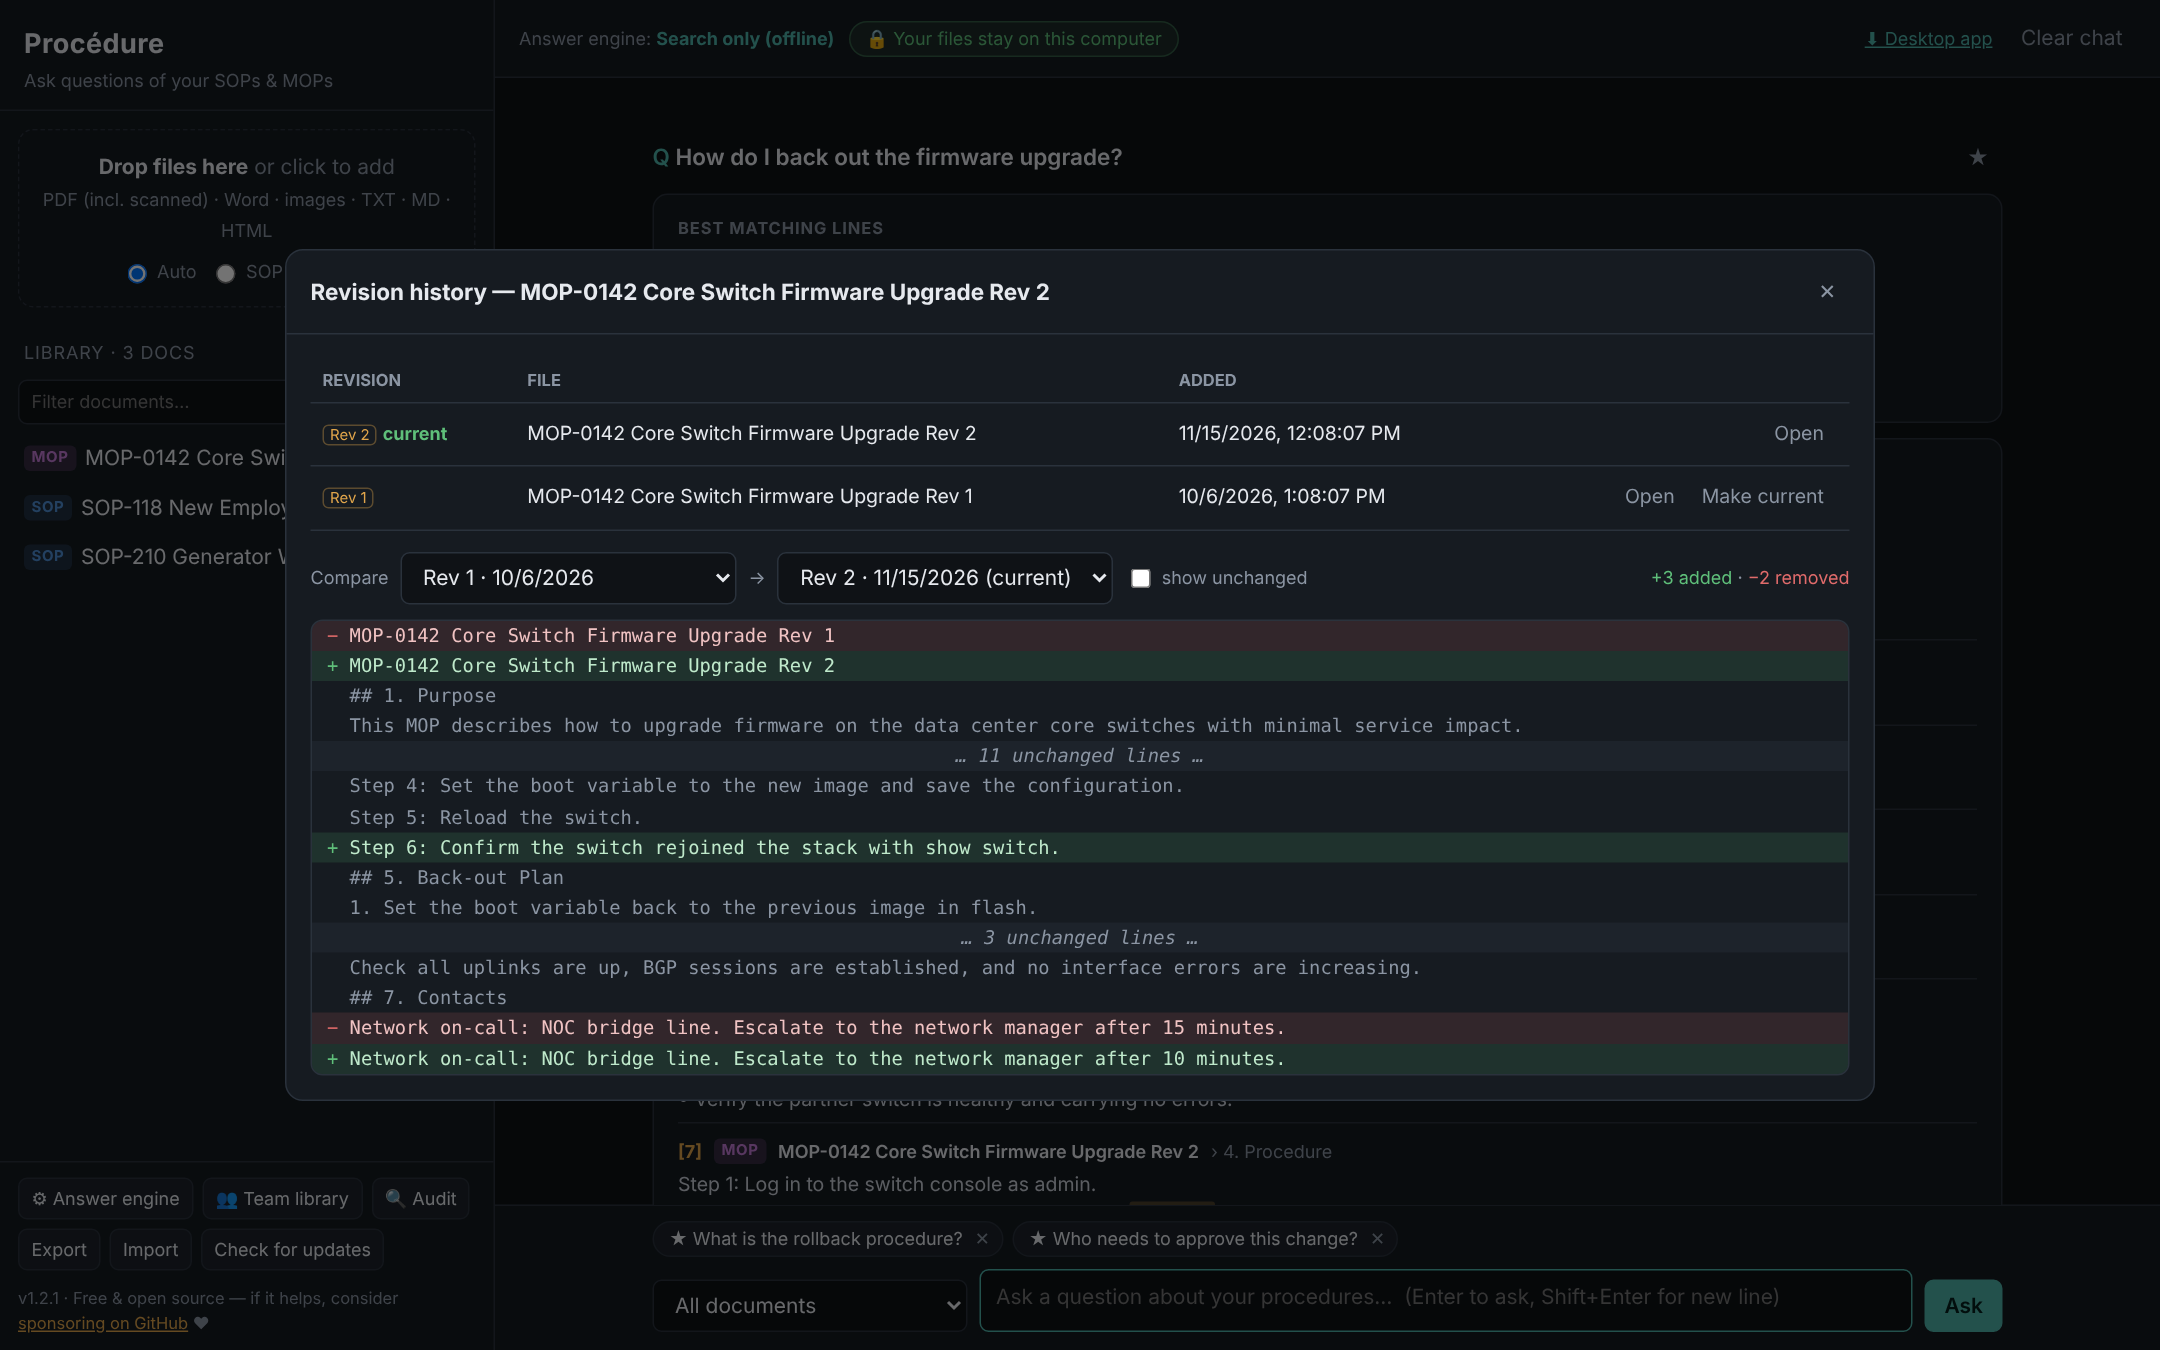 Procédure
Ask questions of your SOPs & MOPs
Drop files here or click to add
PDF (incl. scanned) · Word · images · TXT · MD ·
HTML
Auto SOP
LIBRARY · 3 DOCS
Filter documents...
MOP MOP-0142 Core Swi
SOP SOP-118 New Employ
SOP SOP-210 Generator
⚙ Answer engine 👥 Team library 🔍 Audit
Export Import Check for updates
v1.2.1 · Free & open source — if it helps, consider
sponsoring on GitHub ♥
Answer engine: Search only (offline) 🔒 Your files stay on this computer ⬇ Desktop app Clear chat
Q How do I back out the firmware upgrade? ★
BEST MATCHING LINES
Revision history — MOP-0142 Core Switch Firmware Upgrade Rev 2 ✕
REVISION FILE ADDED
Rev 2 current MOP-0142 Core Switch Firmware Upgrade Rev 2 11/15/2026, 12:08:07 PM Open
Rev 1 MOP-0142 Core Switch Firmware Upgrade Rev 1 10/6/2026, 1:08:07 PM Open Make current
Compare Rev 1 · 10/6/2026 → Rev 2 · 11/15/2026 (current) show unchanged +3 added · −2 removed
− MOP-0142 Core Switch Firmware Upgrade Rev 1
+ MOP-0142 Core Switch Firmware Upgrade Rev 2
## 1. Purpose
This MOP describes how to upgrade firmware on the data center core switches with minimal service impact.
… 11 unchanged lines …
Step 4: Set the boot variable to the new image and save the configuration.
Step 5: Reload the switch.
+ Step 6: Confirm the switch rejoined the stack with show switch.
## 5. Back-out Plan
1. Set the boot variable back to the previous image in flash.
… 3 unchanged lines …
Check all uplinks are up, BGP sessions are established, and no interface errors are increasing.
## 7. Contacts
− Network on-call: NOC bridge line. Escalate to the network manager after 15 minutes.
+ Network on-call: NOC bridge line. Escalate to the network manager after 10 minutes.
• Verify the partner switch is healthy and carrying no errors.
[7] MOP MOP-0142 Core Switch Firmware Upgrade Rev 2 › 4. Procedure
Step 1: Log in to the switch console as admin.
★ What is the rollback procedure? ✕ ★ Who needs to approve this change? ✕
All documents Ask a question about your procedures... (Enter to ask, Shift+Enter for new line) Ask